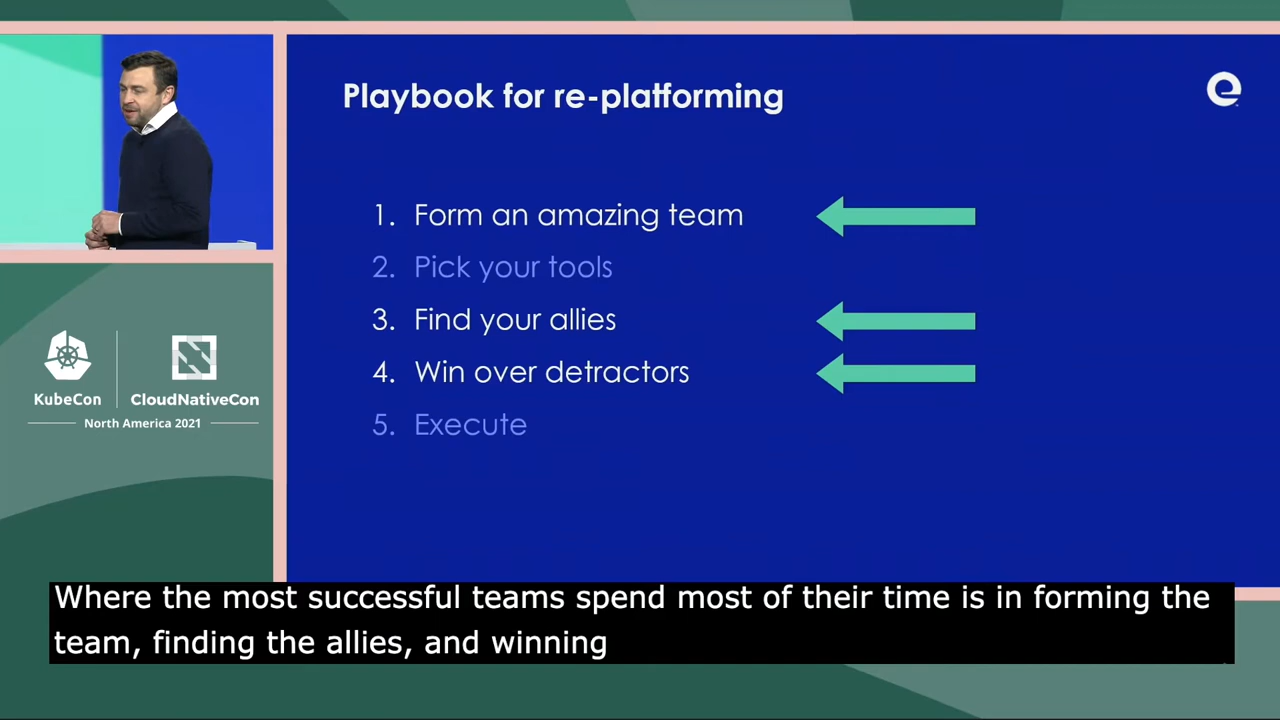 Playbook for re-platforming
1. Form an amazing team
2. Pick your tools
3. Find your allies
4. Win over detractors
5. Execute
KubeCon
CloudNativeCon
North America 2021
Where the most successful teams spend most of their time is in forming the
team, finding the allies, and winning